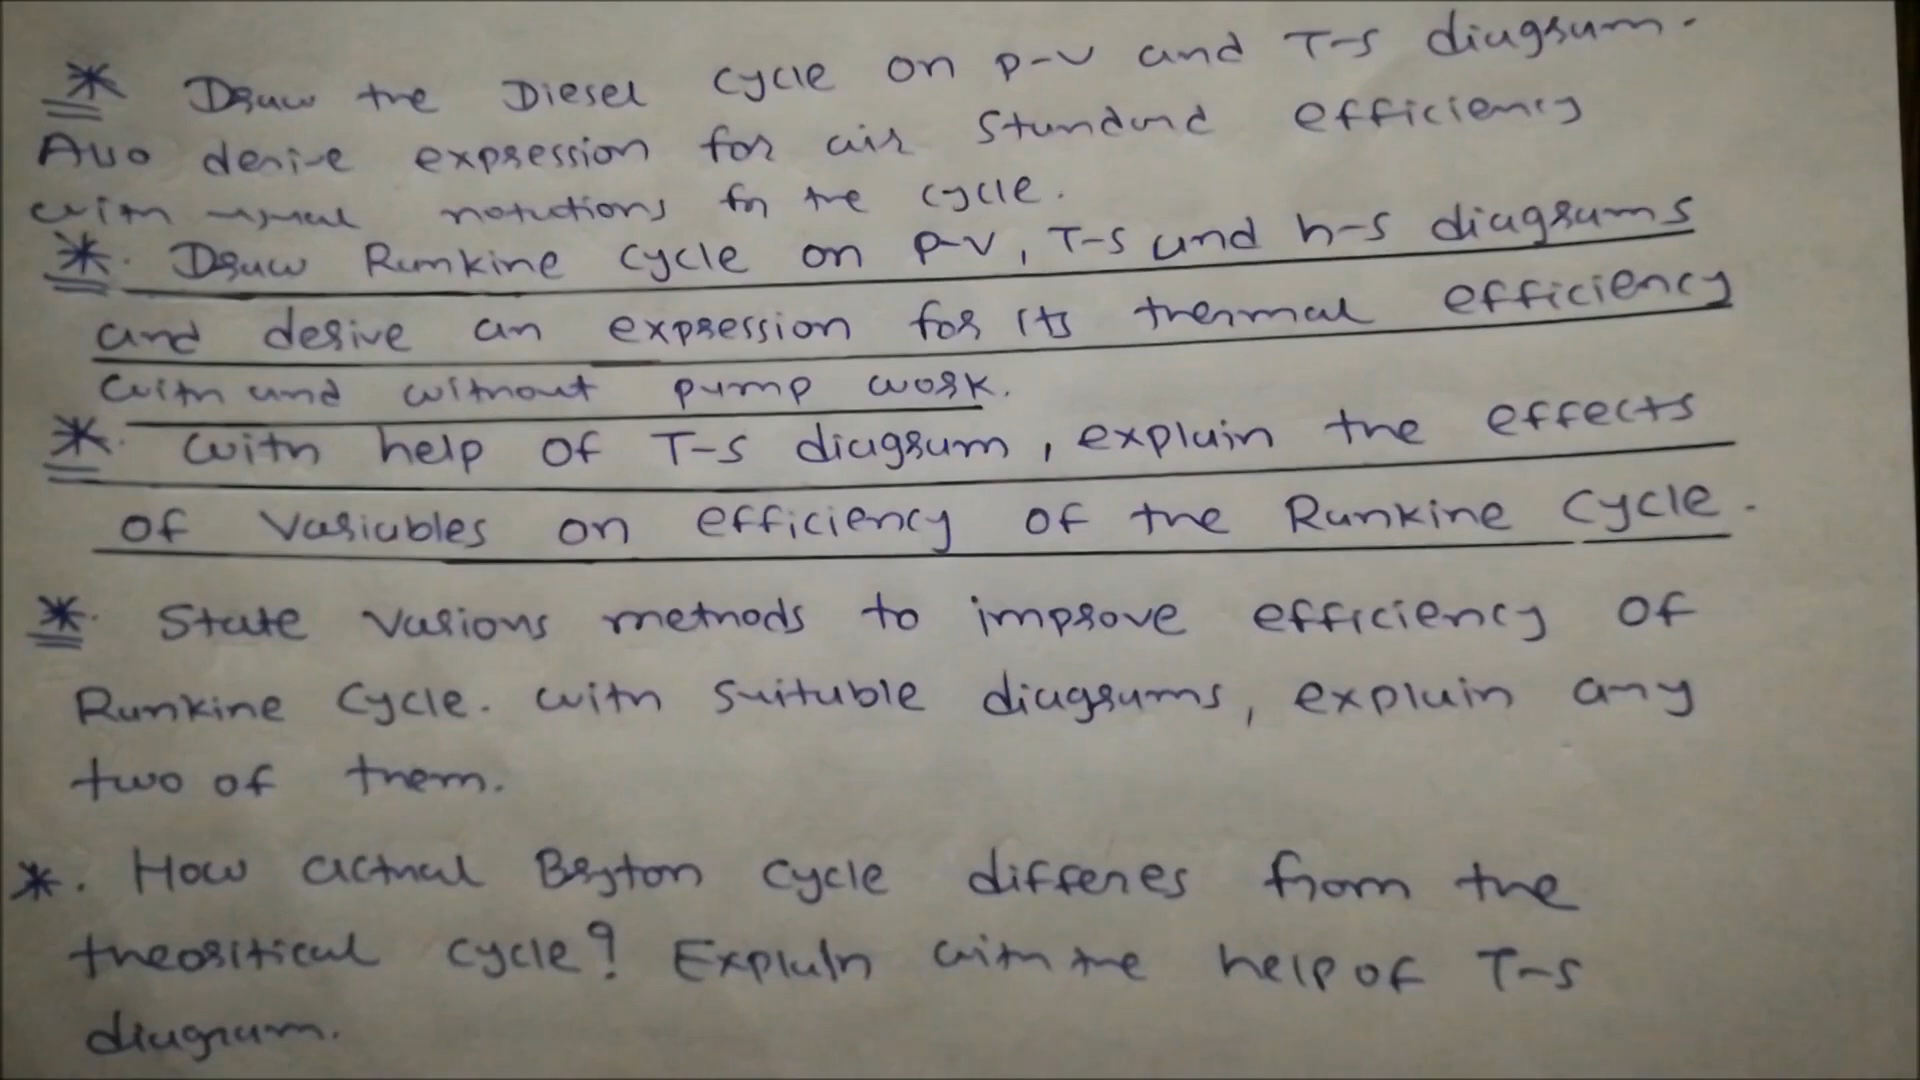 * Draw the Diesel cycle on p-v and T-s diagram.
Also derive expression for air standard efficiency
with usual notations for the cycle.
*. Draw Rankine cycle on p-v, T-s and h-s diagrams
and derive an expression for its thermal efficiency
with and without pump work.
*. with help of T-s diagram, explain the effects
of variables on efficiency of the Rankine cycle.
*. State various methods to improve efficiency of
Rankine cycle. with suitable diagrams, explain any
two of them.
*. How actual Bryton cycle differes from the
theoritical cycle? Explain with the help of T-s
diagram.